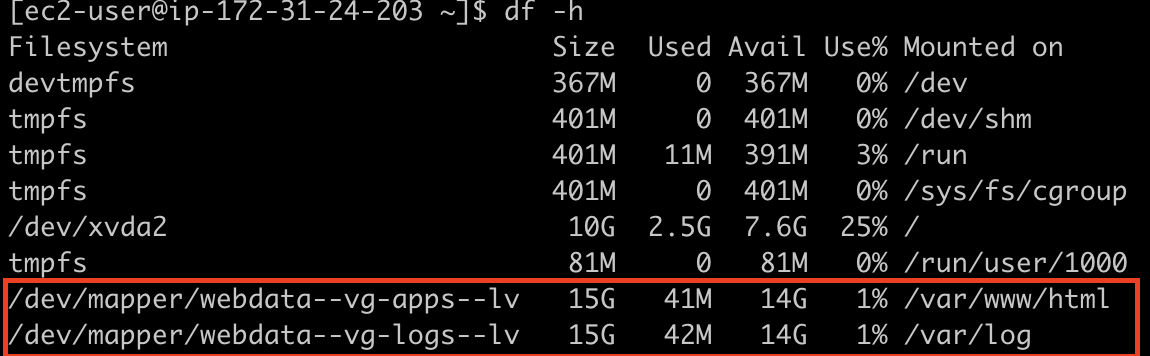 [ec2-user@ip-172-31-24-203 ~]$ df -h
Filesystem Size Used Avail Use% Mounted on
devtmpfs 367M 0 367M 0% /dev
tmpfs 401M 0 401M 0% /dev/shm
tmpfs 401M 11M 391M 3% /run
tmpfs 401M 0 401M 0% /sys/fs/cgroup
/dev/xvda2 10G 2.5G 7.6G 25% /
tmpfs 81M 0 81M 0% /run/user/1000
/dev/mapper/webdata--vg-apps--lv 15G 41M 14G 1% /var/www/html
/dev/mapper/webdata--vg-logs--lv 15G 42M 14G 1% /var/log